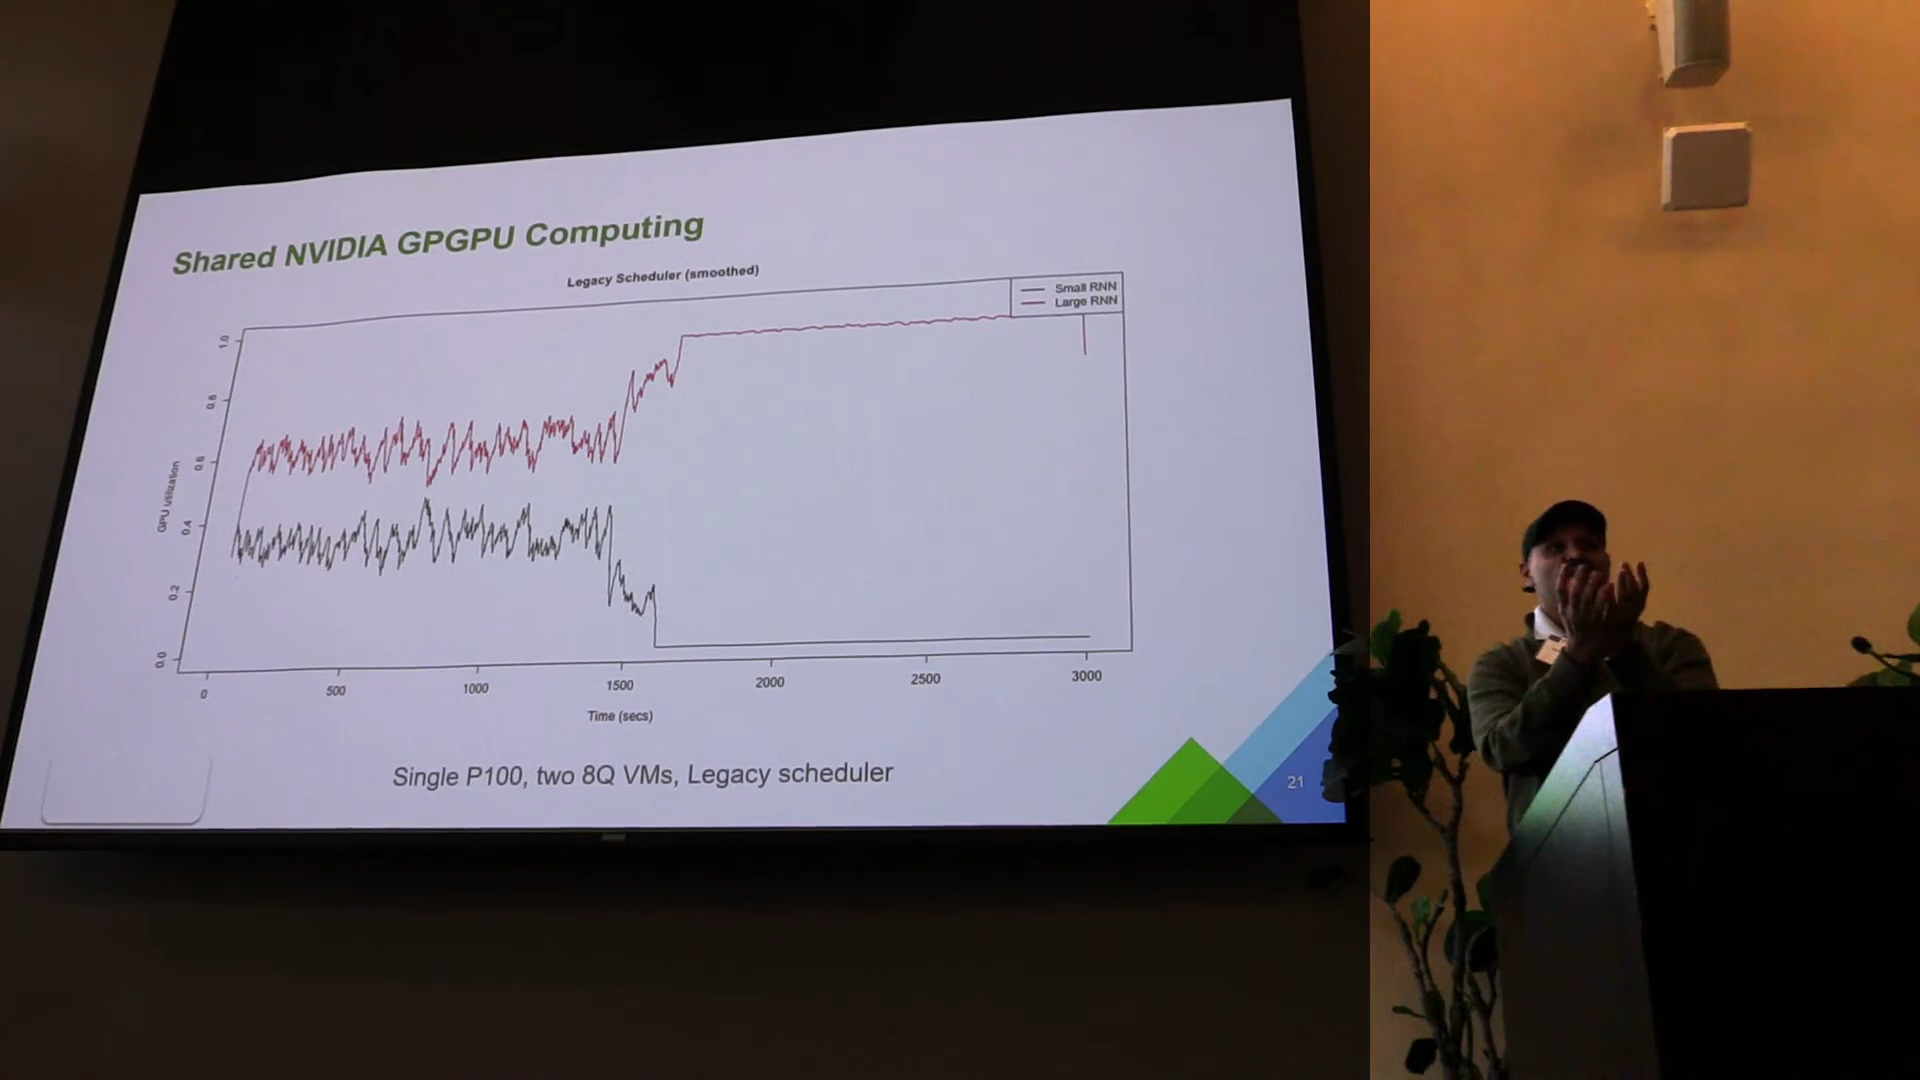 Shared NVIDIA GPGPU Computing
Legacy Scheduler (smoothed)
Small RNN
Large RNN
GPU utilization
1.0
0.8
0.6
0.4
0.2
0.0
0 500 1000 1500 2000 2500 3000
Time (secs)
Single P100, two 8Q VMs, Legacy scheduler
21